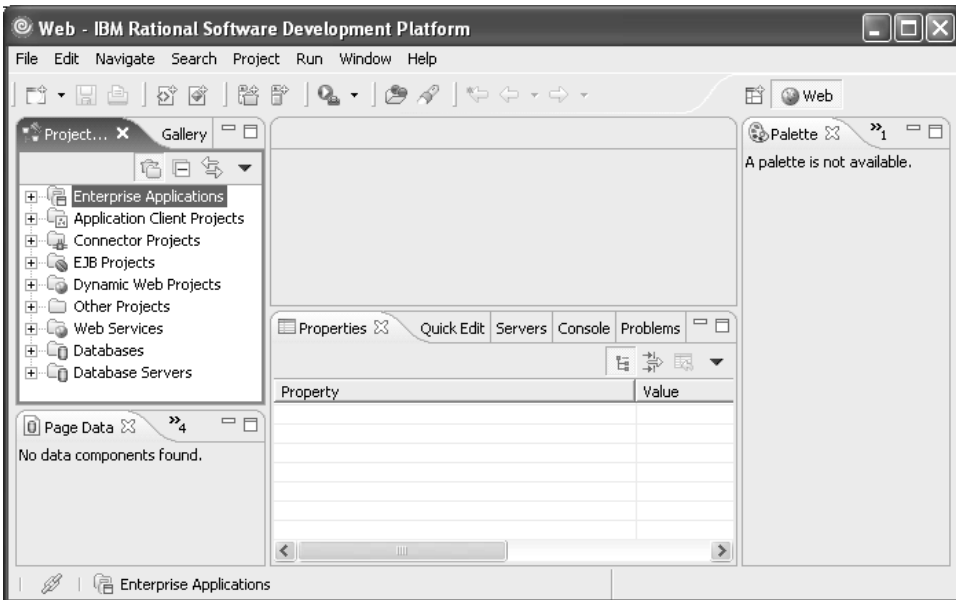 Web - IBM Rational Software Development Platform
File Edit Navigate Search Project Run Window Help
Web
Project... Gallery
Enterprise Applications
Application Client Projects
Connector Projects
EJB Projects
Dynamic Web Projects
Other Projects
Web Services
Databases
Database Servers
Palette »1
A palette is not available.
Properties Quick Edit Servers Console Problems
Property Value
Page Data »4
No data components found.
Enterprise Applications